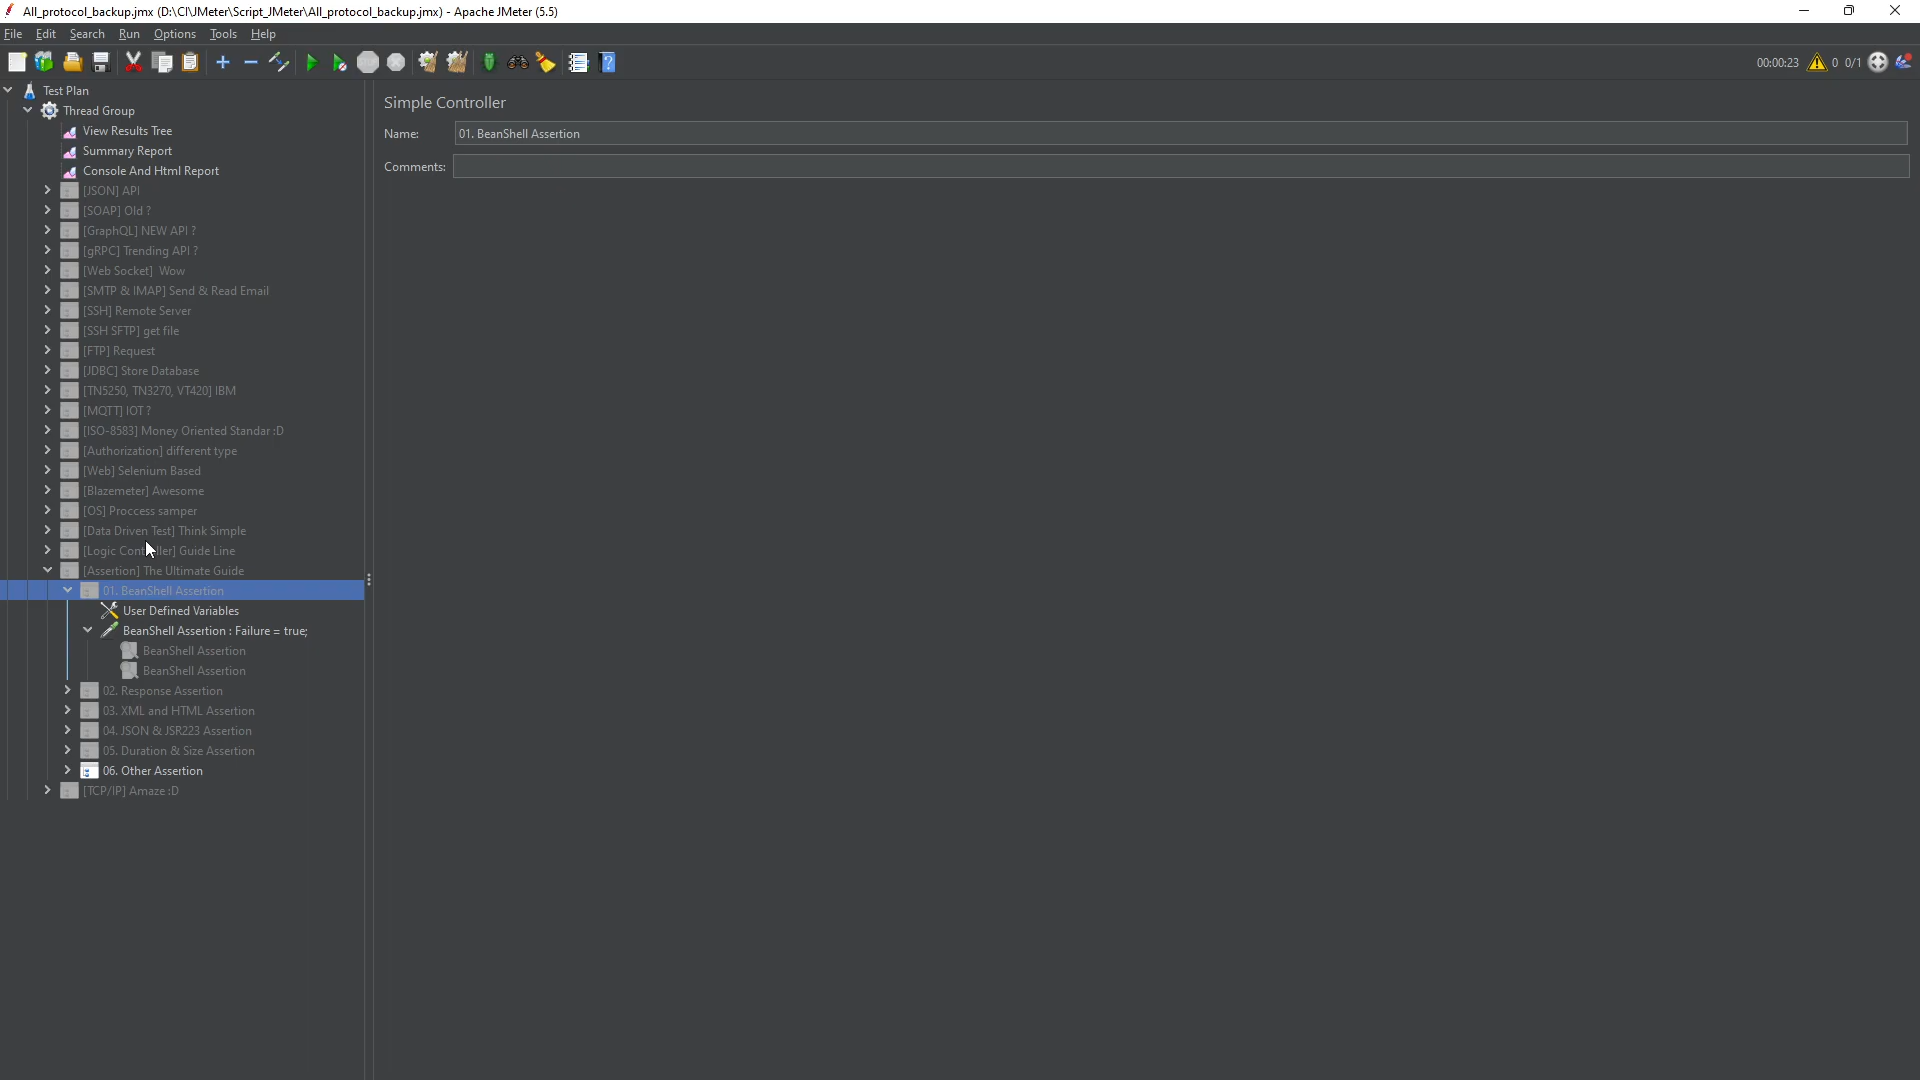 All_protocol_backup.jmx (D:\CI\JMeter\Script_JMeter\All_protocol_backup.jmx) - Apache JMeter (5.5)
File Edit Search Run Options Tools Help
00:00:23 0 0/1
Test Plan
Thread Group
View Results Tree
Summary Report
Console And Html Report
[JSON] API
[SOAP] Old ?
[GraphQL] NEW API ?
[gRPC] Trending API ?
[Web Socket] Wow
[SMTP & IMAP] Send & Read Email
[SSH] Remote Server
[SSH SFTP] get file
[FTP] Request
[JDBC] Store Database
[TN5250, TN3270, VT420] IBM
[MQTT] IOT ?
[ISO-8583] Money Oriented Standar :D
[Authorization] different type
[Web] Selenium Based
[Blazemeter] Awesome
[OS] Proccess samper
[Data Driven Test] Think Simple
[Logic Cont ller] Guide Line
[Assertion] The Ultimate Guide
01. BeanShell Assertion
User Defined Variables
BeanShell Assertion : Failure = true;
BeanShell Assertion
BeanShell Assertion
02. Response Assertion
03. XML and HTML Assertion
04. JSON & JSR223 Assertion
05. Duration & Size Assertion
06. Other Assertion
[TCP/IP] Amaze :D
Simple Controller
Name: 01. BeanShell Assertion
Comments: